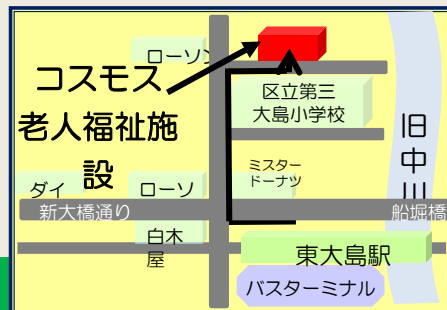 ローソン
コスモス
老人福祉施
設
区立第三
大島小学校
旧中川
ミスター
ドーナツ
ダイ
ローソ
新大橋通り
船堀橋
白木
屋
東大島駅
バスターミナル